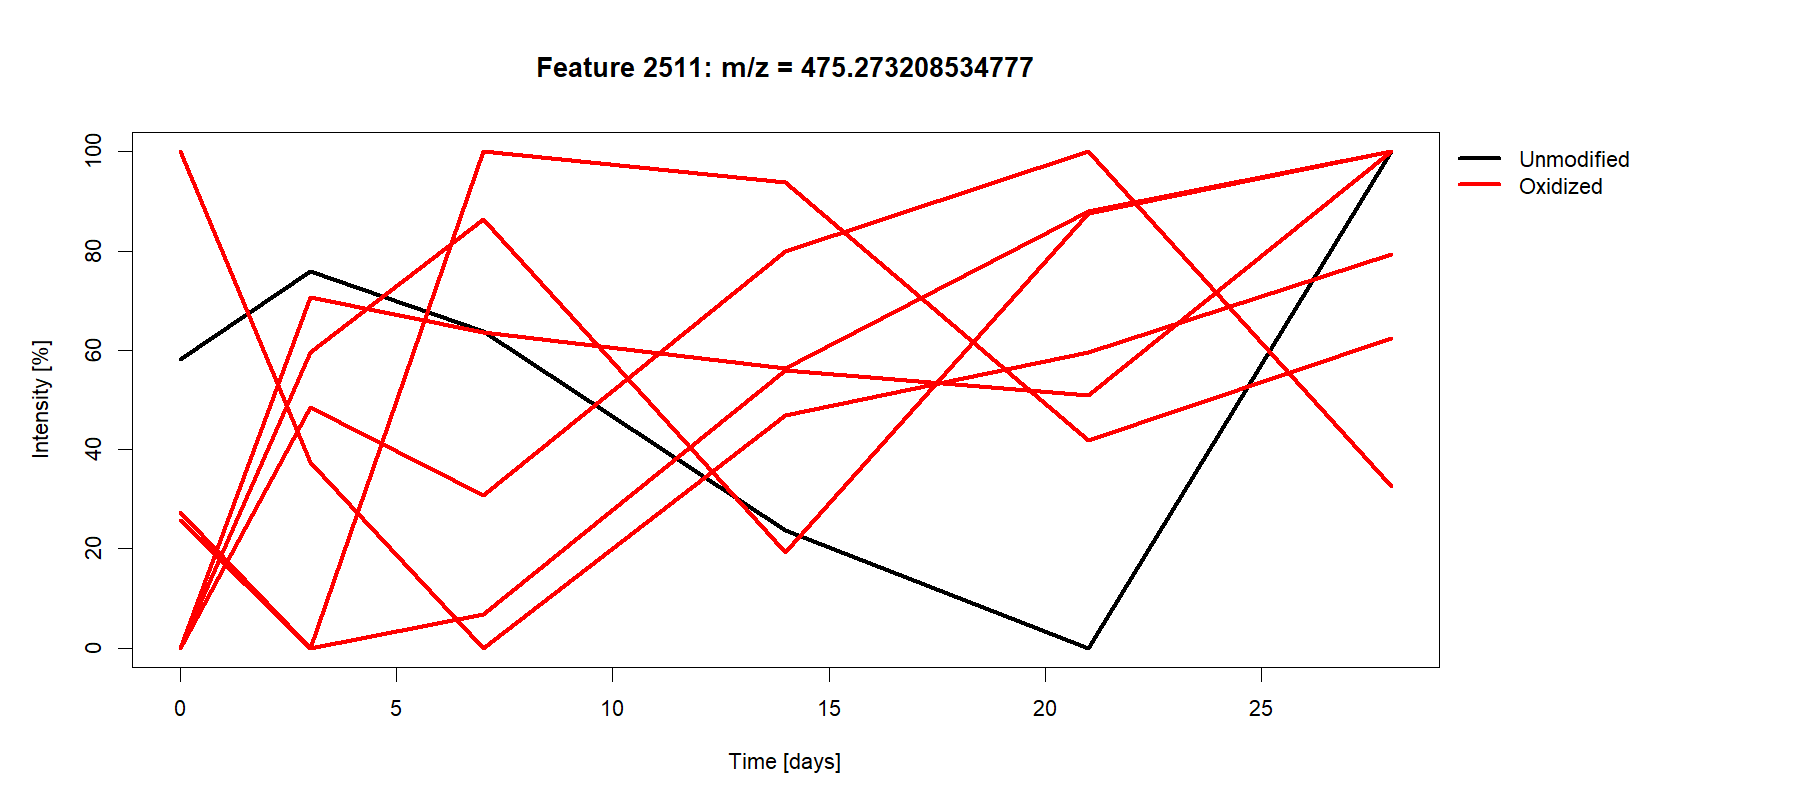 Feature 2511: m/z = 475.273208534777
Unmodified
Oxidized
Intensity [%]
100
80
60
40
20
0
0 5 10 15 20 25
Time [days]